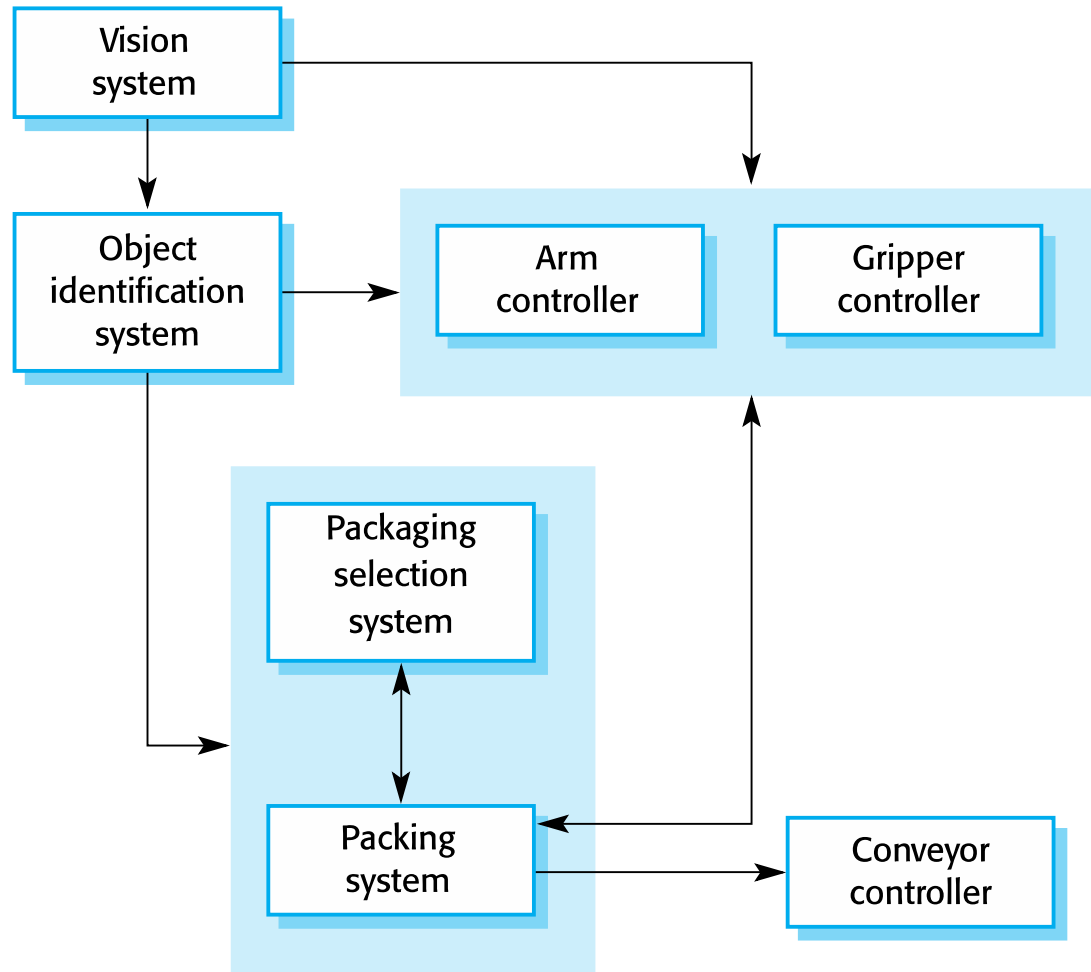 Vision
system
Object
identification
system
Arm
controller
Gripper
controller
Packaging
selection
system
Packing
system
Conveyor
controller